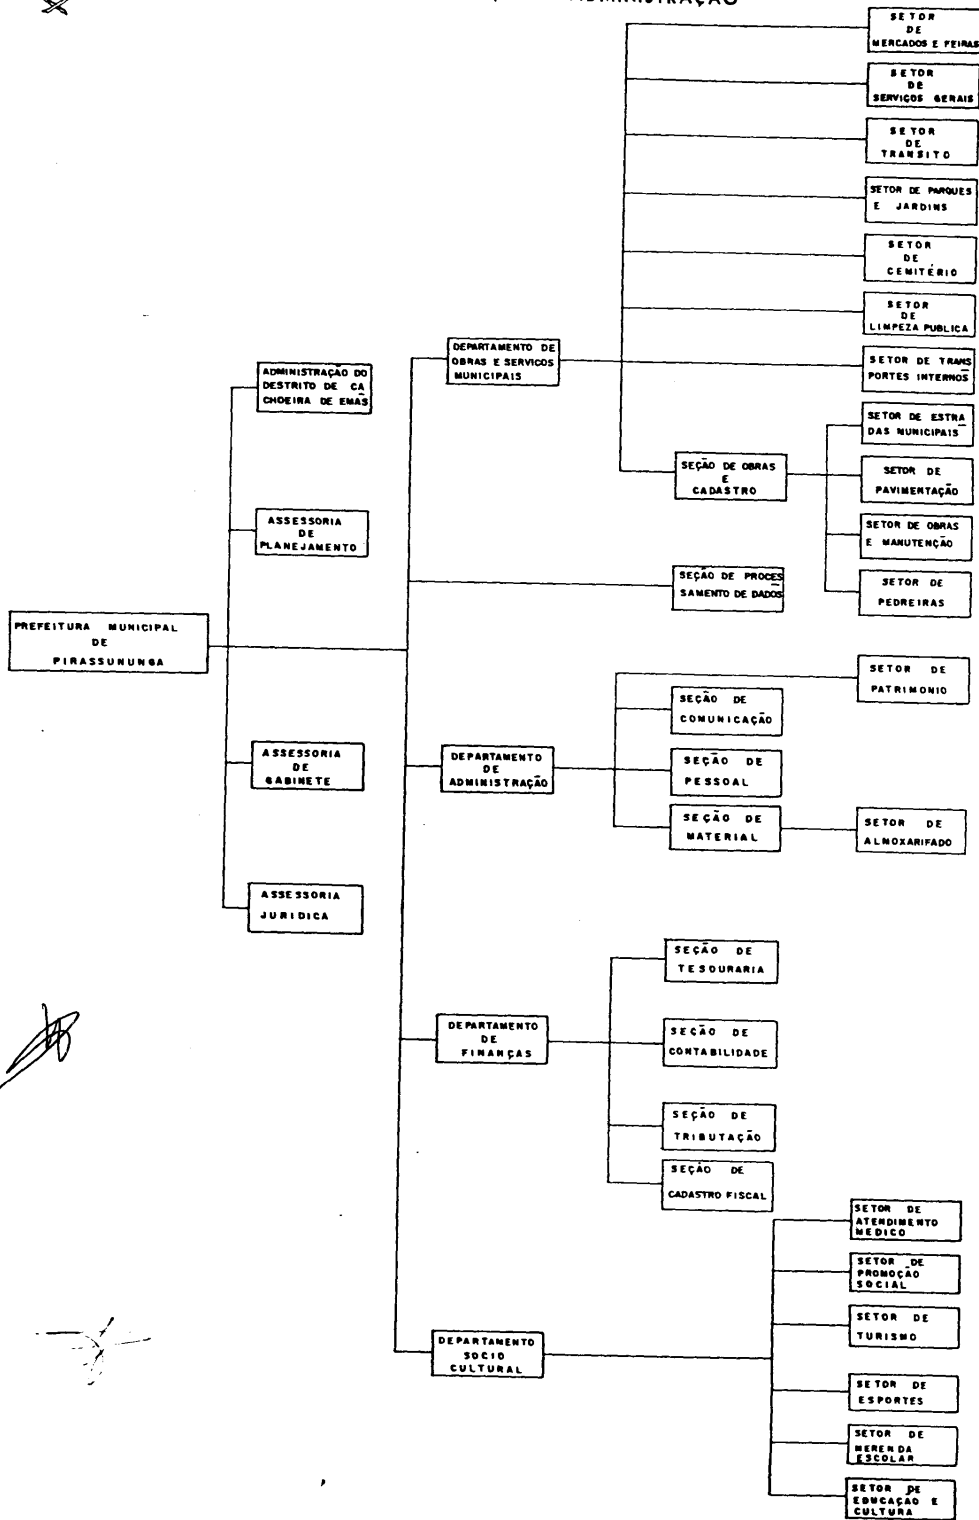 ADMINISTRAÇÃO
SETOR
DE
MERCADOS E FEIRAS
SETOR
DE
SERVIÇOS GERAIS
SETOR
DE
TRANSITO
SETOR DE PARQUES
E JARDINS
SETOR
DE
CEMITÉRIO
SETOR
DE
LIMPEZA PUBLICA
SETOR DE TRANS
PORTES INTERNOS
DEPARTAMENTO DE
OBRAS E SERVICOS
MUNICIPAIS
ADMINISTRAÇÃO DO
DESTRITO DE CA
CHOEIRA DE EMAS
SETOR DE ESTRA
DAS MUNICIPAIS
SEÇÃO DE OBRAS
E
CADASTRO
SETOR DE
PAVIMENTAÇÃO
SETOR DE OBRAS
E MANUTENÇÃO
SETOR DE
PEDREIRAS
ASSESSORIA
DE
PLANEJAMENTO
SEÇÃO DE PROCES
SAMENTO DE DADOS
PREFEITURA MUNICIPAL
DE
PIRASSUNUNGA
SETOR DE
PATRIMONIO
SEÇÃO DE
COMUNICAÇÃO
ASSESSORIA
DE
GABINETE
DEPARTAMENTO
DE
ADMINISTRAÇÃO
SEÇÃO DE
PESSOAL
SEÇÃO DE
MATERIAL
SETOR DE
ALMOXARIFADO
ASSESSORIA
JURIDICA
SEÇÃO DE
TESOURARIA
DEPARTAMENTO
DE
FINANÇAS
SEÇÃO DE
CONTABILIDADE
SEÇÃO DE
TRIBUTAÇÃO
SEÇÃO DE
CADASTRO FISCAL
SETOR DE
ATENDIMENTO
MEDICO
SETOR DE
PROMOÇÃO
SOCIAL
SETOR DE
TURISMO
DEPARTAMENTO
SOCIO
CULTURAL
SETOR DE
ESPORTES
SETOR DE
MERENDA
ESCOLAR
SETOR DE
EDUCAÇÃO E
CULTURA